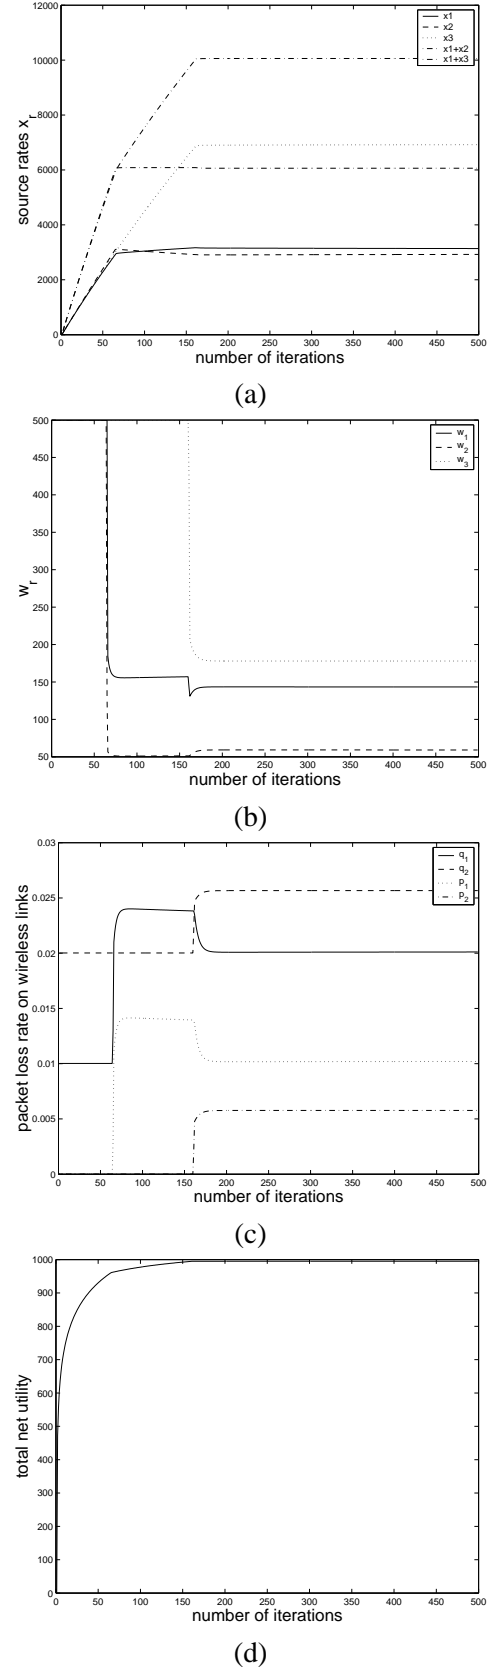 12000
10000
8000
6000
4000
2000
0
source rates x_r
x1
x2
x3
x1+x2
x1+x3
0 50 100 150 200 250 300 350 400 450 500
number of iterations
(a)
500
450
400
350
300
250
200
150
100
50
w_r
w_1
w_2
w_3
0 50 100 150 200 250 300 350 400 450 500
number of iterations
(b)
0.03
0.025
0.02
0.015
0.01
0.005
0
packet loss rate on wireless links
q_1
q_2
p_1
p_2
0 50 100 150 200 250 300 350 400 450 500
number of iterations
(c)
1000
900
800
700
600
500
400
300
200
100
0
total net utility
0 50 100 150 200 250 300 350 400 450 500
number of iterations
(d)